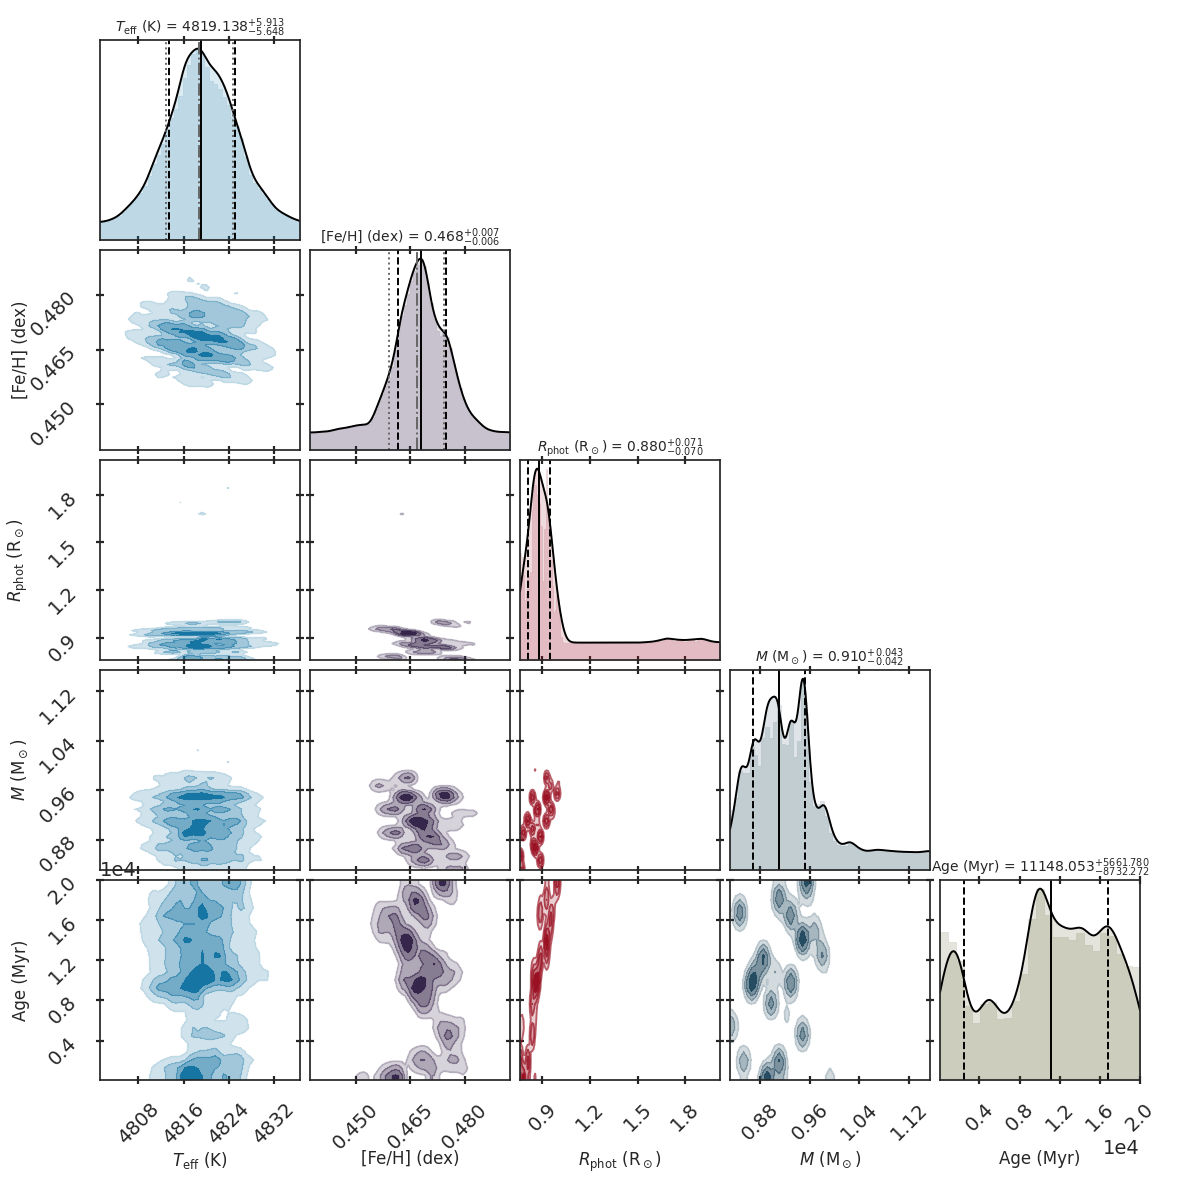 T_eff (K) = 4819.138 +5.913 −5.648
[Fe/H] (dex) = 0.468 +0.007 −0.006
0.480
0.465
0.450
[Fe/H] (dex)
R_phot (R_⊙) = 0.880 +0.071 −0.070
1.8
1.5
1.2
0.9
R_phot (R_⊙)
M (M_⊙) = 0.910 +0.043 −0.042
1.12
1.04
0.96
0.88
M (M_⊙)
1e4
Age (Myr) = 11148.053 +5661.780 −8732.272
2.0
1.6
1.2
0.8
0.4
Age (Myr)
4808 4816 4824 4832
T_eff (K)
0.450 0.465 0.480
[Fe/H] (dex)
0.9 1.2 1.5 1.8
R_phot (R_⊙)
0.88 0.96 1.04 1.12
M (M_⊙)
0.4 0.8 1.2 1.6 2.0
1e4
Age (Myr)